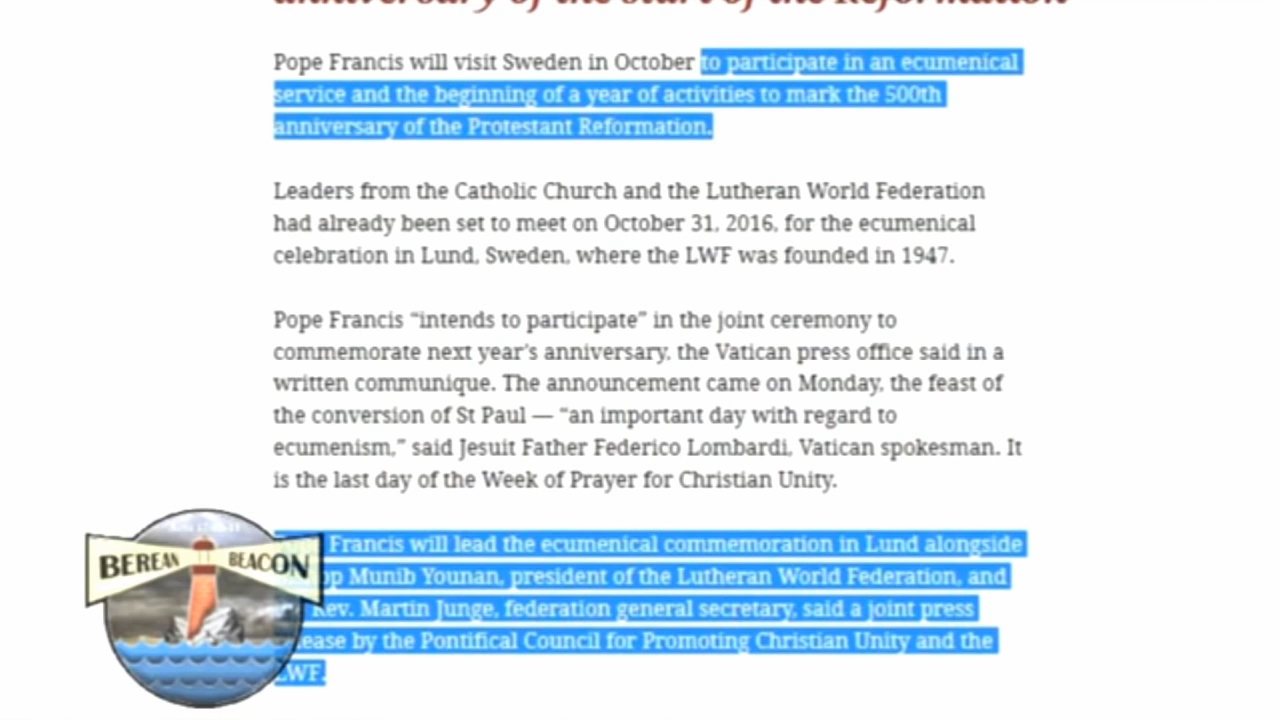 anniversary of the start of the Reformation
Pope Francis will visit Sweden in October to participate in an ecumenical
service and the beginning of a year of activities to mark the 500th
anniversary of the Protestant Reformation.
Leaders from the Catholic Church and the Lutheran World Federation
had already been set to meet on October 31, 2016, for the ecumenical
celebration in Lund, Sweden, where the LWF was founded in 1947.
Pope Francis “intends to participate” in the joint ceremony to
commemorate next year’s anniversary, the Vatican press office said in a
written communique. The announcement came on Monday, the feast of
the conversion of St Paul — “an important day with regard to
ecumenism,” said Jesuit Father Federico Lombardi, Vatican spokesman. It
is the last day of the Week of Prayer for Christian Unity.
Francis will lead the ecumenical commemoration in Lund alongside
op Munib Younan, president of the Lutheran World Federation, and
Rev. Martin Junge, federation general secretary, said a joint press
ease by the Pontifical Council for Promoting Christian Unity and the
LWF.
BEREAN BEACON